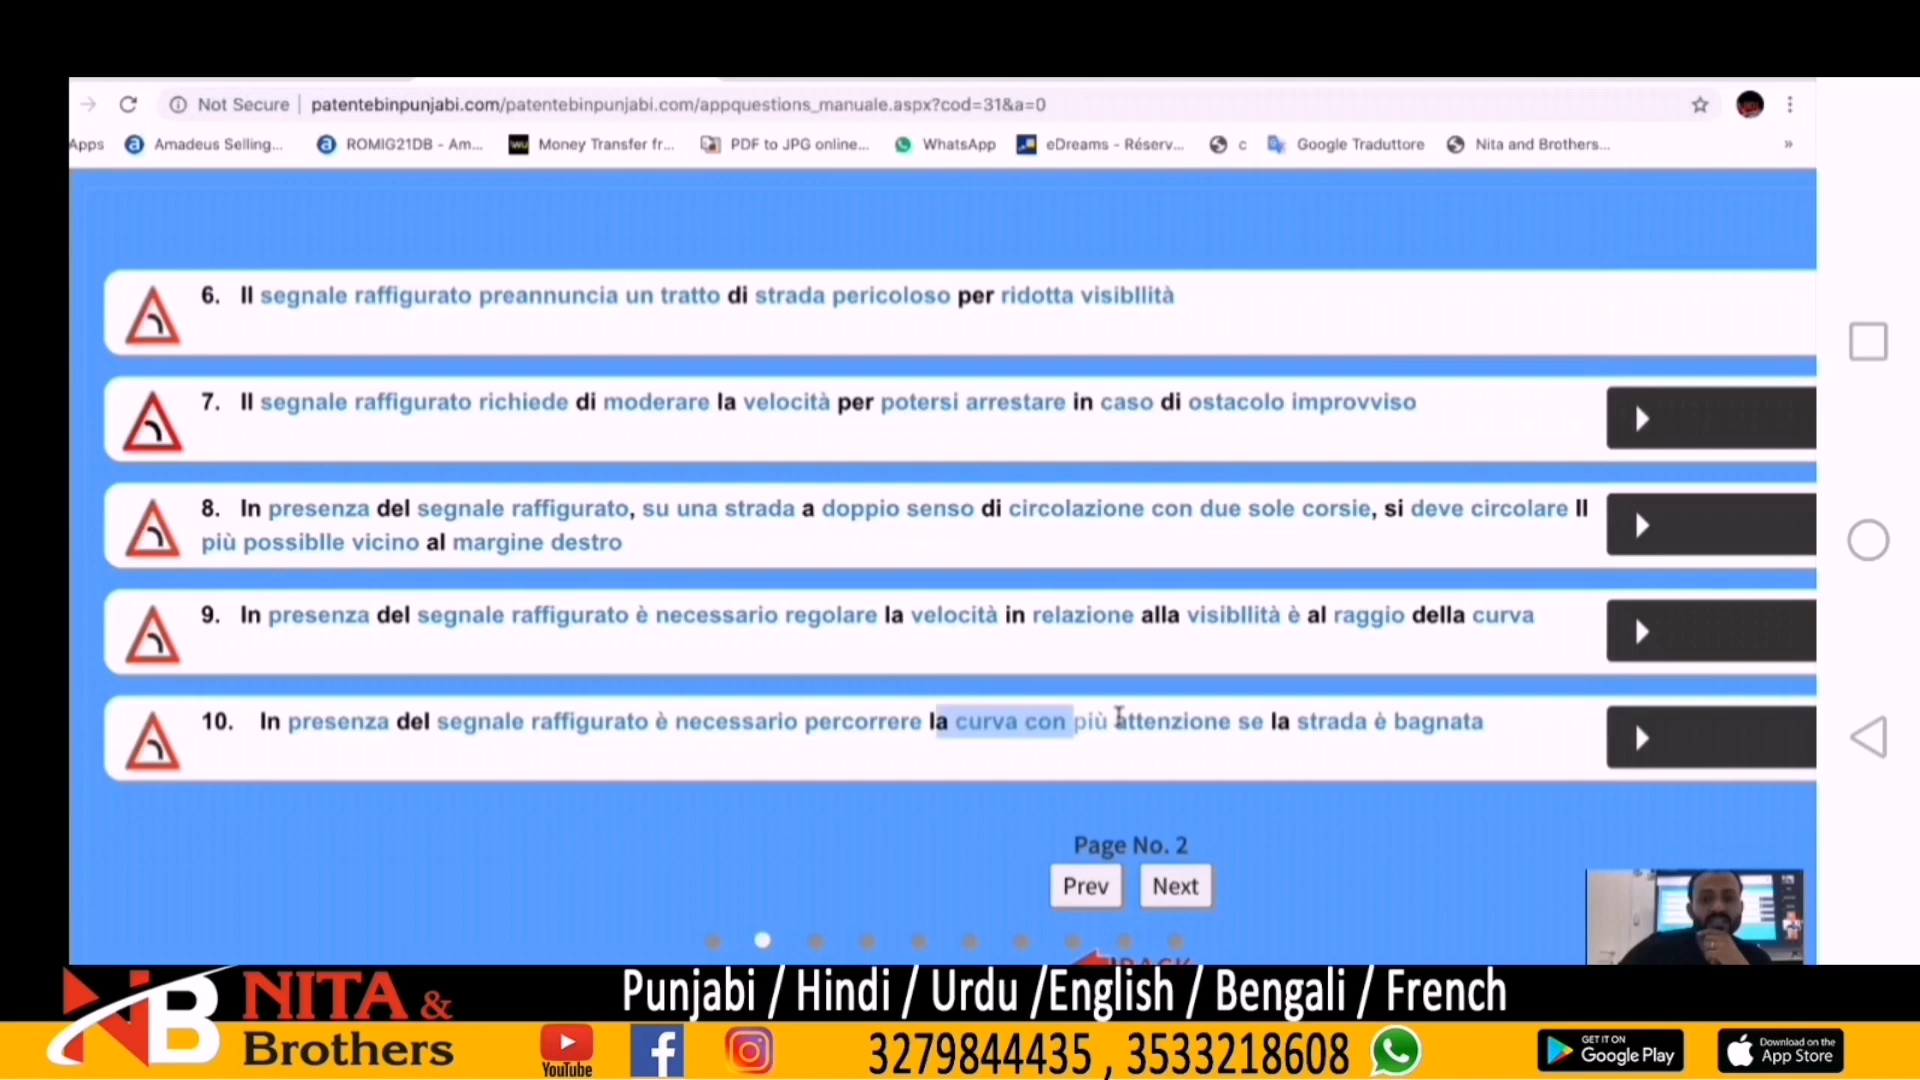 Not Secure | patentebinpunjabi.com/patentebinpunjabi.com/appquestions_manuale.aspx?cod=31&a=0
Apps Amadeus Selling... ROMIG21DB - Am... Money Transfer fr... PDF to JPG online... WhatsApp eDreams - Réserv... c Google Traduttore Nita and Brothers... »
6. Il segnale raffigurato preannuncia un tratto di strada pericoloso per ridotta visibllità
7. Il segnale raffigurato richiede di moderare la velocità per potersi arrestare in caso di ostacolo improvviso
8. In presenza del segnale raffigurato, su una strada a doppio senso di circolazione con due sole corsie, si deve circolare Il
più possiblle vicino al margine destro
9. In presenza del segnale raffigurato è necessario regolare la velocità in relazione alla visibllità è al raggio della curva
10. In presenza del segnale raffigurato è necessario percorrere la curva con più attenzione se la strada è bagnata
Page No. 2
Prev Next
BACK
NITA &
Brothers
Punjabi / Hindi / Urdu /English / Bengali / French
YouTube
3279844435 , 3533218608
GET IT ON
Google Play
Download on the
App Store